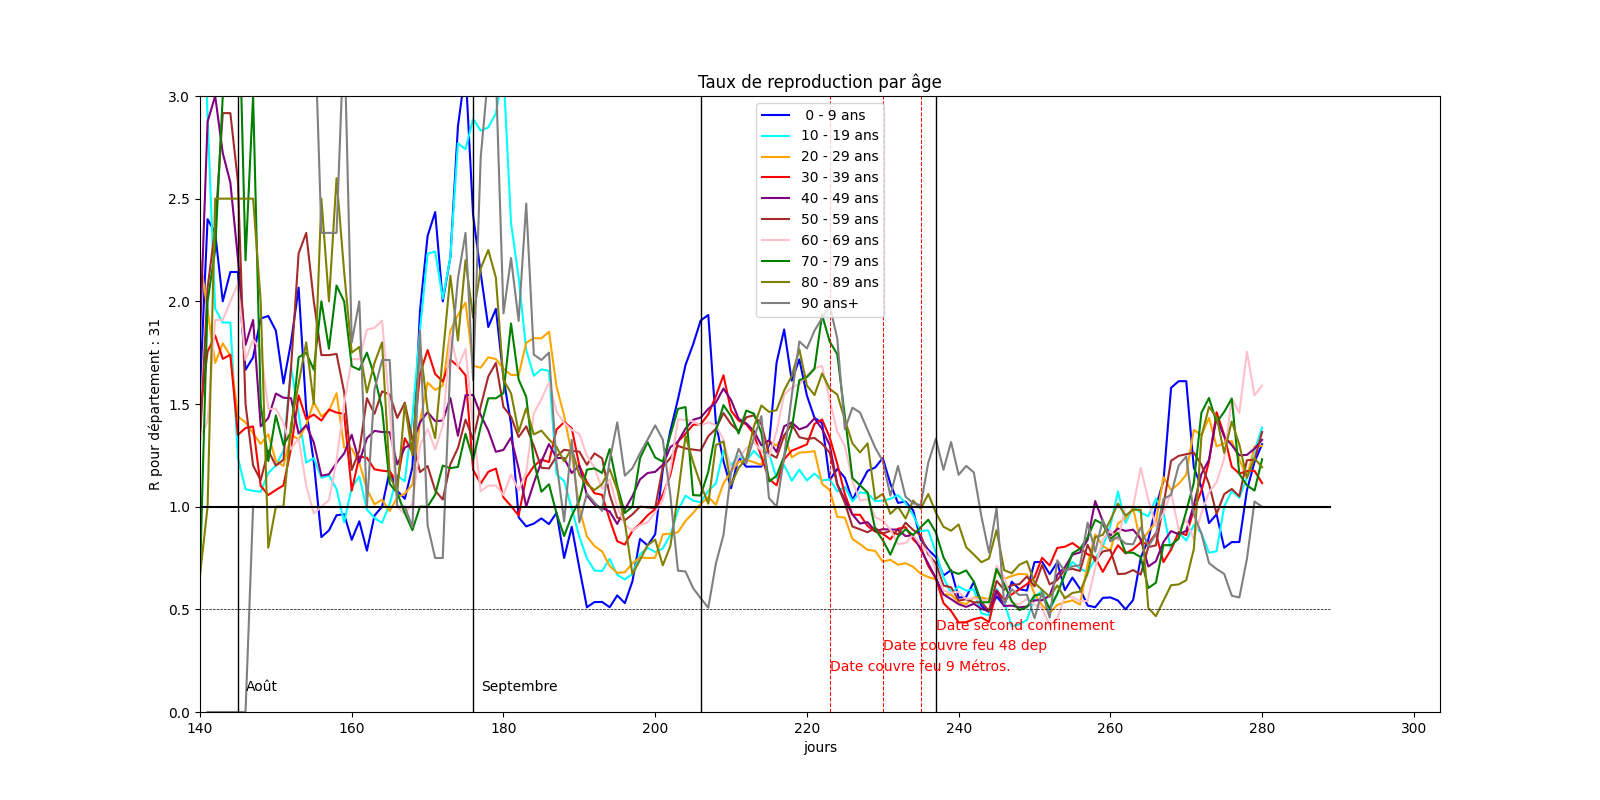 Taux de reproduction par âge
R pour département : 31
3.0
2.5
2.0
1.5
1.0
0.5
0.0
0 - 9 ans
10 - 19 ans
20 - 29 ans
30 - 39 ans
40 - 49 ans
50 - 59 ans
60 - 69 ans
70 - 79 ans
80 - 89 ans
90 ans+
Date second confinement
Date couvre feu 48 dep
Date couvre feu 9 Métros.
Août
Septembre
140 160 180 200 220 240 260 280 300
jours